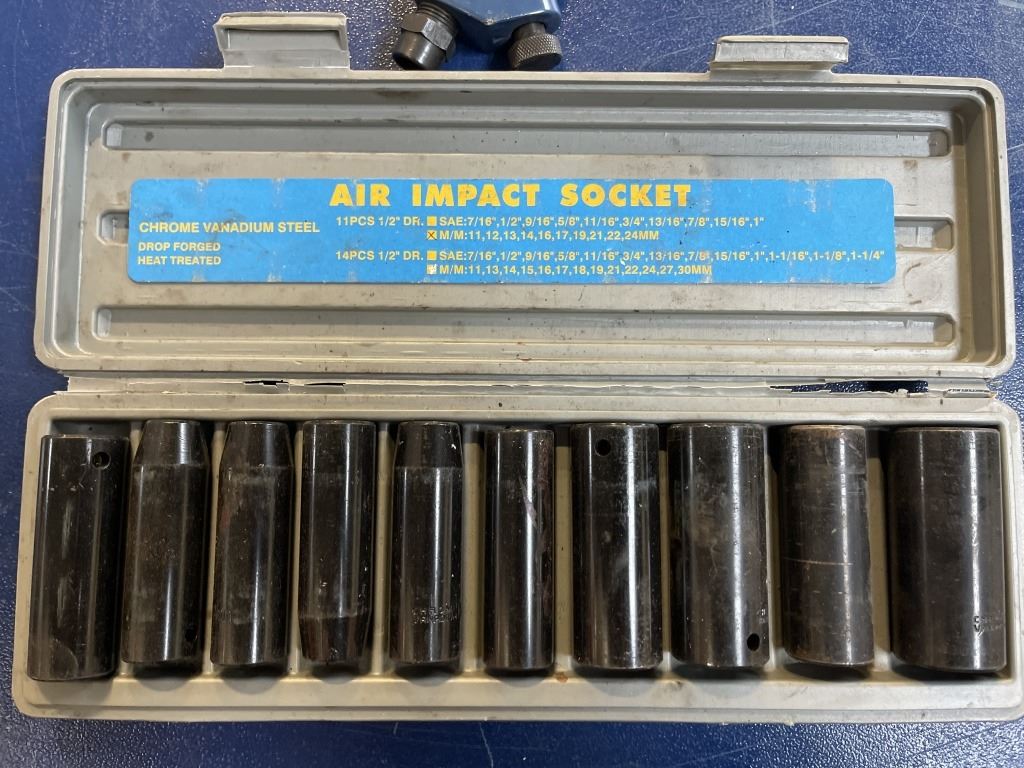 AIR IMPACT SOCKET
CHROME VANADIUM STEEL
DROP FORGED
HEAT TREATED
11PCS 1/2" DR. SAE:7/16",1/2",9/16",5/8",11/16",3/4",13/16",7/8",15/16",1"
M/M:11,12,13,14,16,17,19,21,22,24MM
14PCS 1/2" DR. SAE:7/16",1/2",9/16",5/8",11/16",3/4",13/16",7/8",15/16",1",1-1/16",1-1/8",1-1/4"
M/M:11,13,14,15,16,17,18,19,21,22,24,27,30MM